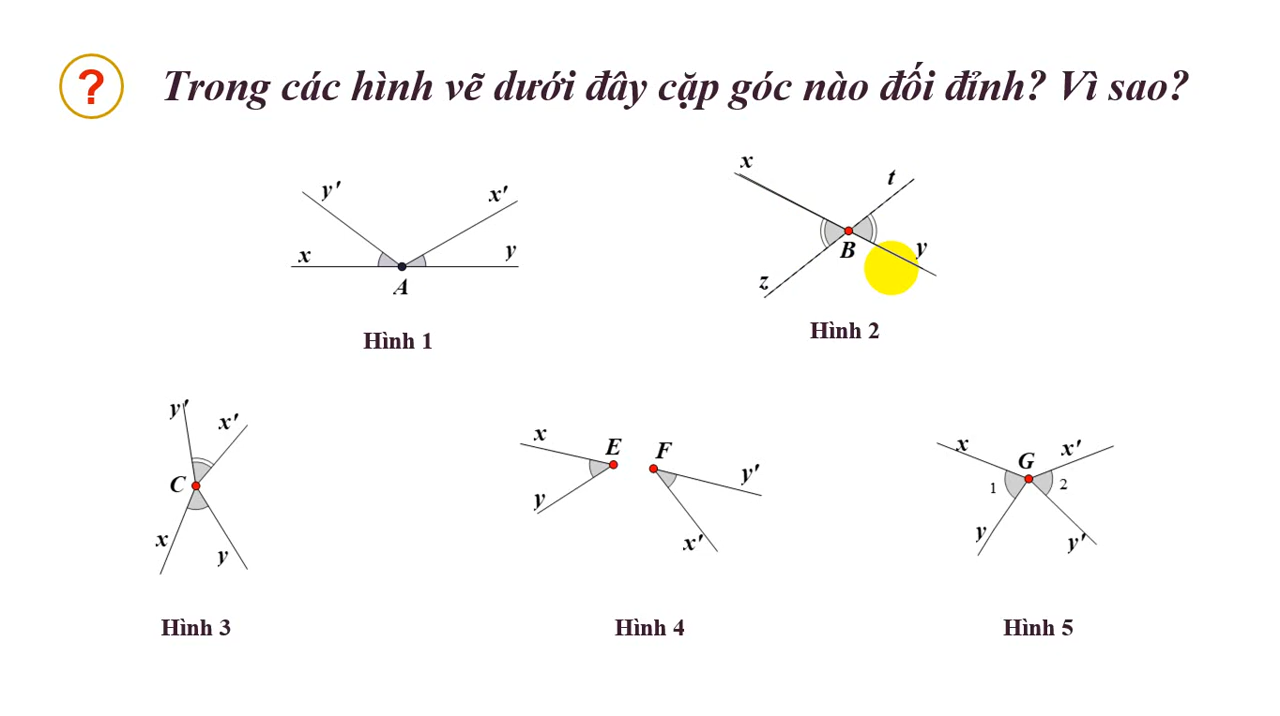 ? Trong các hình vẽ dưới đây cặp góc nào đối đỉnh? Vì sao?
y' x'
x y
A
Hình 1
x t
B y
z
Hình 2
y' x'
C
x y
Hình 3
x E F
y y'
x'
Hình 4
x G x'
1 2
y y'
Hình 5